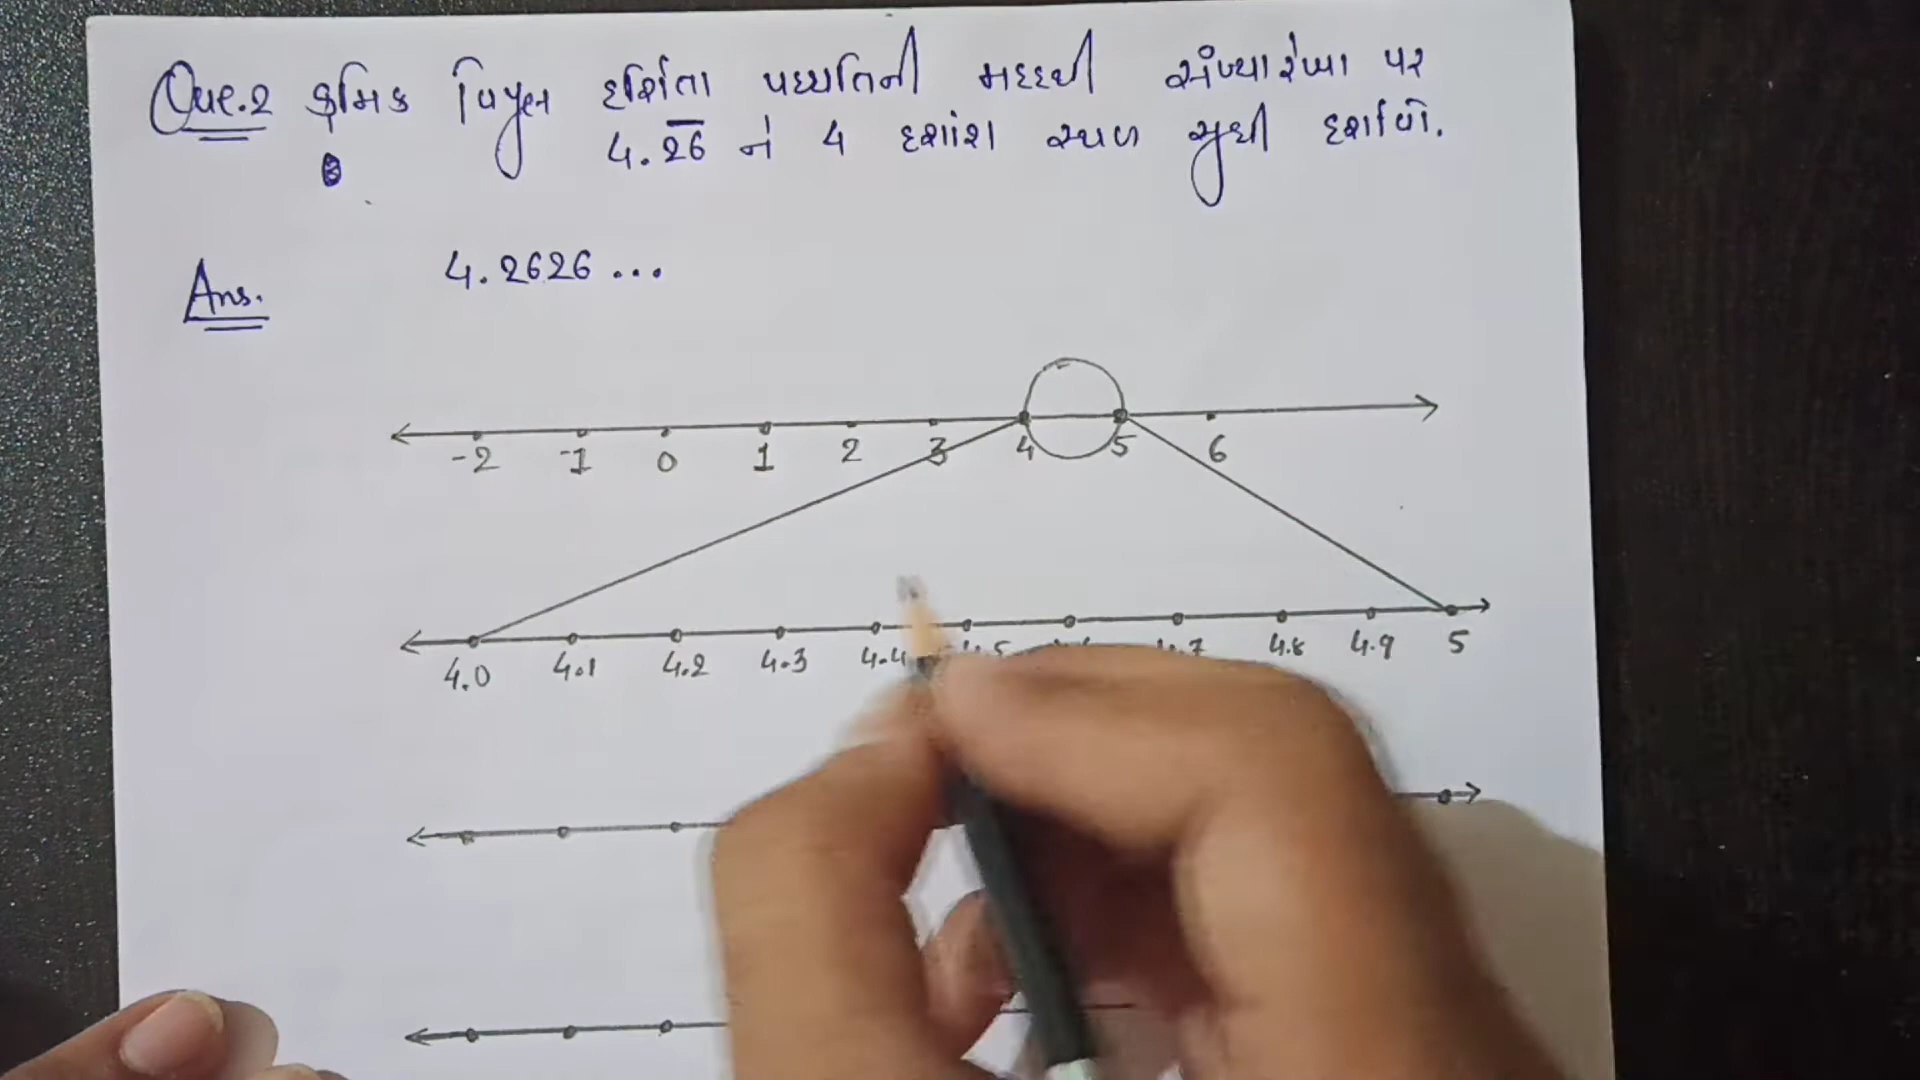 Que.2 ક્રમિક વિપુલન દર્શિતા પધ્ધતિની મદદથી સંખ્યારેખા પર
4.2̅6̅ ને 4 દશાંશ સ્થળ સુધી દર્શાવો.
Ans. 4.2626...
-2 -1 0 1 2 3 4 5 6
4.0 4.1 4.2 4.3 4.4 4.8 4.9 5